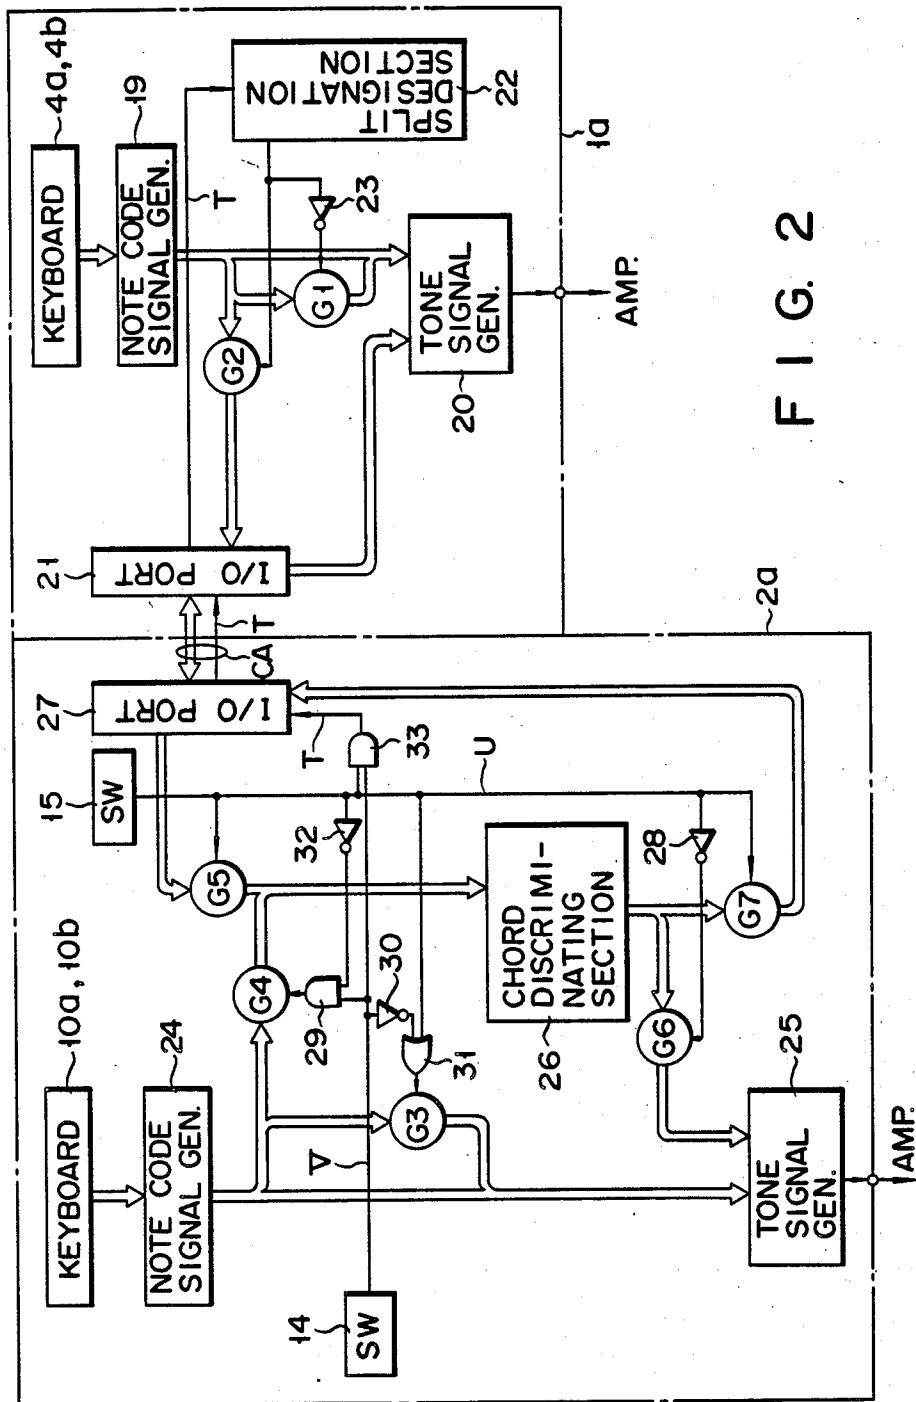 KEYBOARD
10a, 10b
NOTE CODE
SIGNAL GEN.
24
14
SW
V
G4
29
30
G3
31
32
15
SW
G5
27
I/O PORT
T
33
U
CHORD
DISCRIMI-
NATING
SECTION
26
28
G6
G7
TONE
SIGNAL
GEN.
25
AMP.
2a
CA
T
KEYBOARD
4a, 4b
NOTE CODE
SIGNAL GEN.
19
T
21
I/O PORT
G2
G1
23
SPLIT
DESIGNATION
SECTION
22
TONE
SIGNAL
GEN.
20
1a
AMP.
FIG. 2